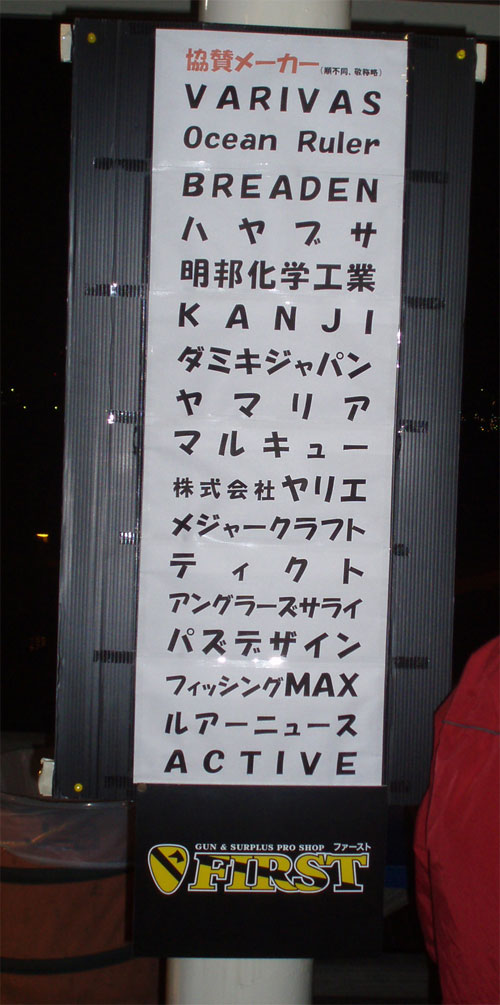 協賛メーカー(順不同、敬称略)
VARIVAS
Ocean Ruler
BREADEN
ハヤブサ
明邦化学工業
KANJI
ダミキジャパン
ヤマリア
マルキュー
株式会社ヤリエ
メジャークラフト
ティクト
アングラーズサライ
パズデザイン
フィッシングMAX
ルアーニュース
ACTIVE
GUN & SURPLUS PRO SHOP ファースト
FIRST